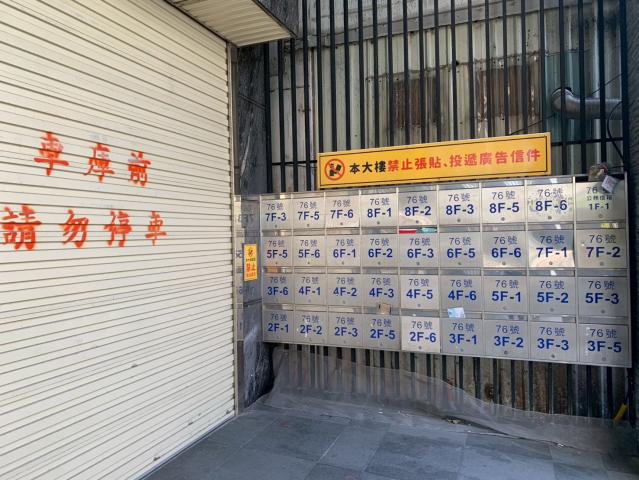 車庫前
請勿停車
本大樓禁止張貼、投遞廣告信件
禁止
76號 76號 76號 76號 76號 76號 76號 76號 76
7F-3 7F-5 7F-6 8F-1 8F-2 8F-3 8F-5 8F-6 公務信箱 1F-1
76號 76號 76號 76號 76號 76號 76號 76號 76號
5F-5 5F-6 6F-1 6F-2 6F-3 6F-5 6F-6 7F-1 7F-2
76號 76號 76號 76號 76號 76號 76號 76號 76號
3F-6 4F-1 4F-2 4F-3 4F-5 4F-6 5F-1 5F-2 5F-3
76號 76號 76號 76號 76號 76號 76號 76號 76號
2F-1 2F-2 2F-3 2F-5 2F-6 3F-1 3F-2 3F-3 3F-5